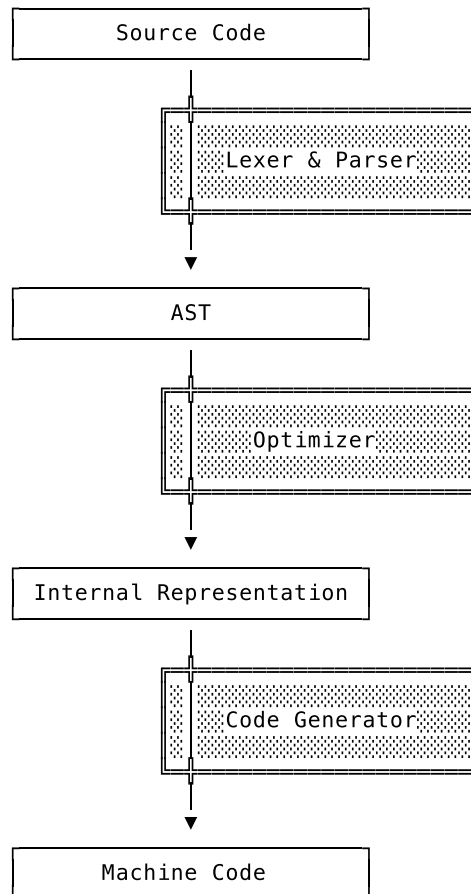 Source Code
Lexer & Parser
AST
Optimizer
Internal Representation
Code Generator
Machine Code